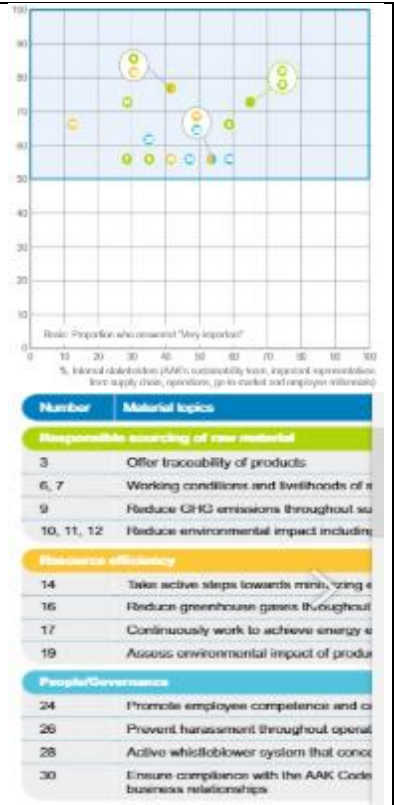 100
90
80
70
60
50
40
30
20
10
0
Basis: Proportion who answered "Very important"
0 10 20 30 40 50 60 70 80 90 100
%, Internal stakeholders (AAK's sustainability team, important representatives
from supply chain, operations, go-to-market and employee millennials)
Number Material topics
Responsible sourcing of raw material
3 Offer traceability of products
6, 7 Working conditions and livelihoods of
9 Reduce GHG emissions throughout su
10, 11, 12 Reduce environmental impact including
Resource efficiency
14 Take active steps towards minimizing e
16 Reduce greenhouse gases throughout
17 Continuously work to achieve energy e
19 Assess environmental impact of produ
People/Governance
24 Promote employee competence and
26 Prevent harassment throughout operat
28 Active whistleblower system that conce
30 Ensure compliance with the AAK Code
business relationships